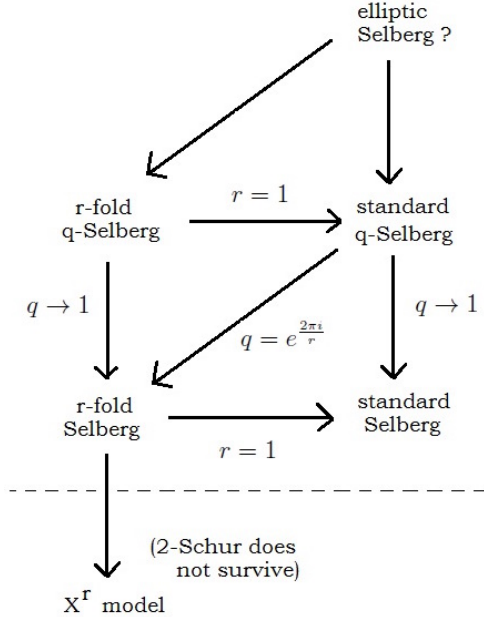 elliptic
Selberg ?
r-fold
q-Selberg
r = 1
standard
q-Selberg
q → 1
q = e^{\frac{2πi}{r}}
q → 1
r-fold
Selberg
r = 1
standard
Selberg
(2-Schur does
not survive)
X^r model